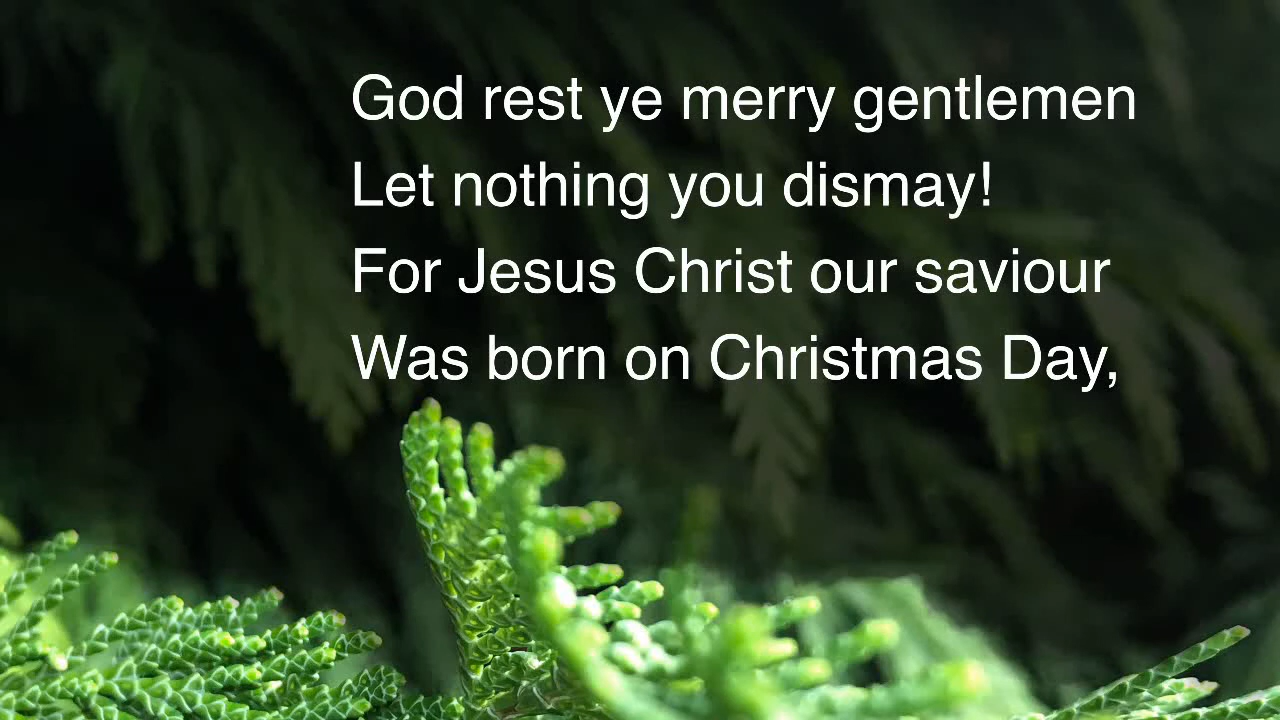 God rest ye merry gentlemen
Let nothing you dismay!
For Jesus Christ our saviour
Was born on Christmas Day,